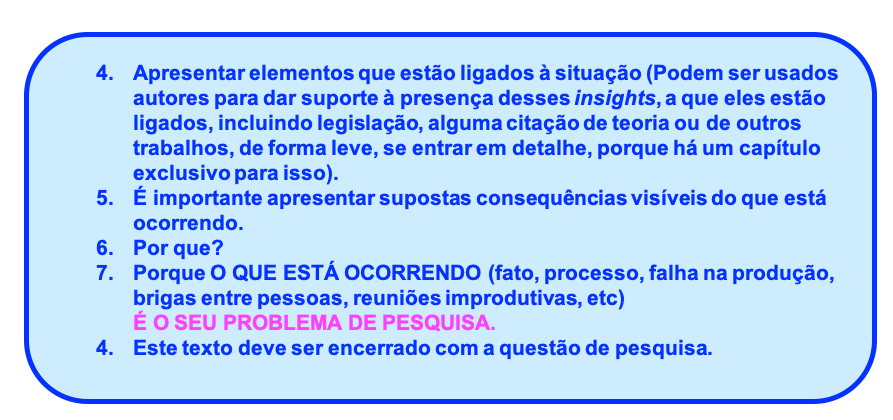 4. Apresentar elementos que estão ligados à situação (Podem ser usados
autores para dar suporte à presença desses insights, a que eles estão
ligados, incluindo legislação, alguma citação de teoria ou de outros
trabalhos, de forma leve, se entrar em detalhe, porque há um capítulo
exclusivo para isso).
5. É importante apresentar supostas consequências visíveis do que está
ocorrendo.
6. Por que?
7. Porque O QUE ESTÁ OCORRENDO (fato, processo, falha na produção,
brigas entre pessoas, reuniões improdutivas, etc)
É O SEU PROBLEMA DE PESQUISA.
4. Este texto deve ser encerrado com a questão de pesquisa.